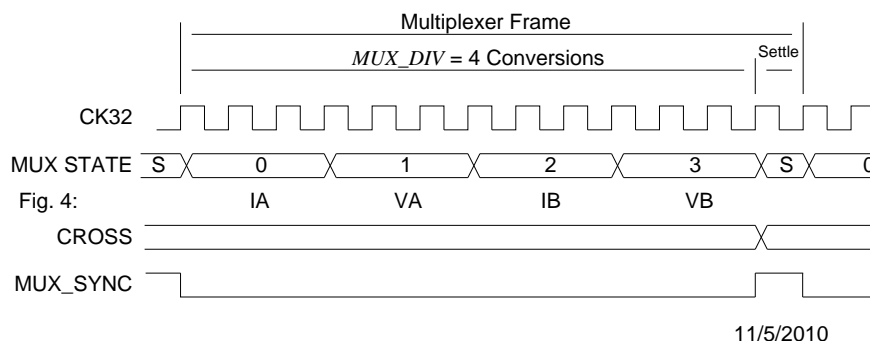 Multiplexer Frame
MUX_DIV = 4 Conversions
Settle
CK32
MUX STATE S 0 1 2 3 S 0
Fig. 4: IA VA IB VB
CROSS
MUX_SYNC
11/5/2010